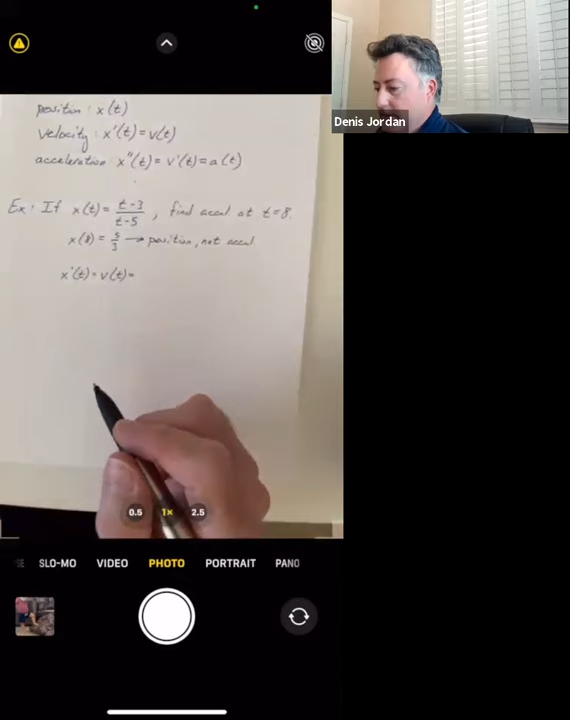 position: x(t)
velocity: x'(t) = v(t)
acceleration: x"(t) = v'(t) = a(t)
Ex: If x(t) = t-3/t-5, find accel at t=8.
x(8) = 5/3 → position, not accel
x'(t) = v(t) =
Denis Jordan
0.5 1× 2.5
SLO-MO VIDEO PHOTO PORTRAIT PANO